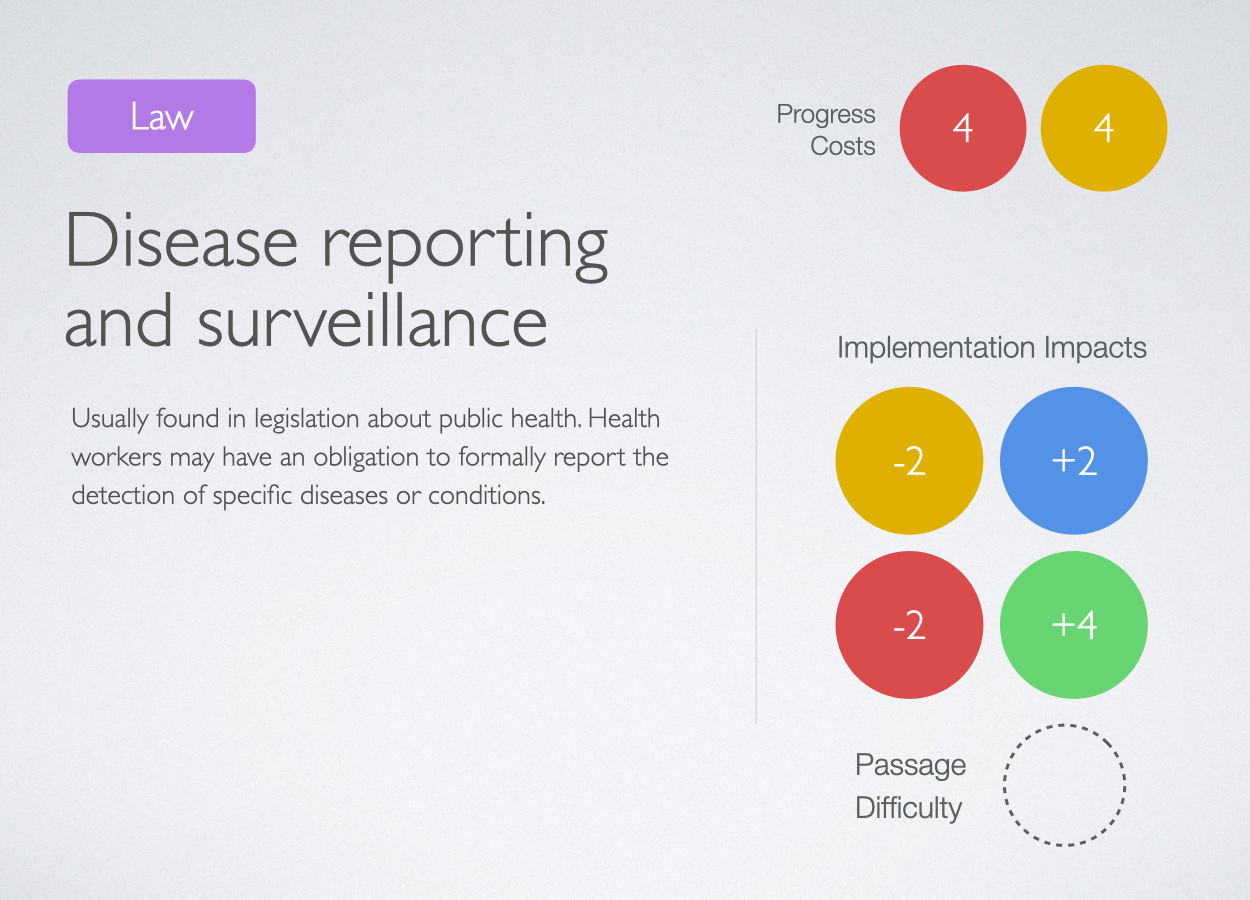 Law
Progress
Costs
4
4
Disease reporting
and surveillance
Usually found in legislation about public health. Health
workers may have an obligation to formally report the
detection of specific diseases or conditions.
Implementation Impacts
-2
+2
-2
+4
Passage
Difficulty